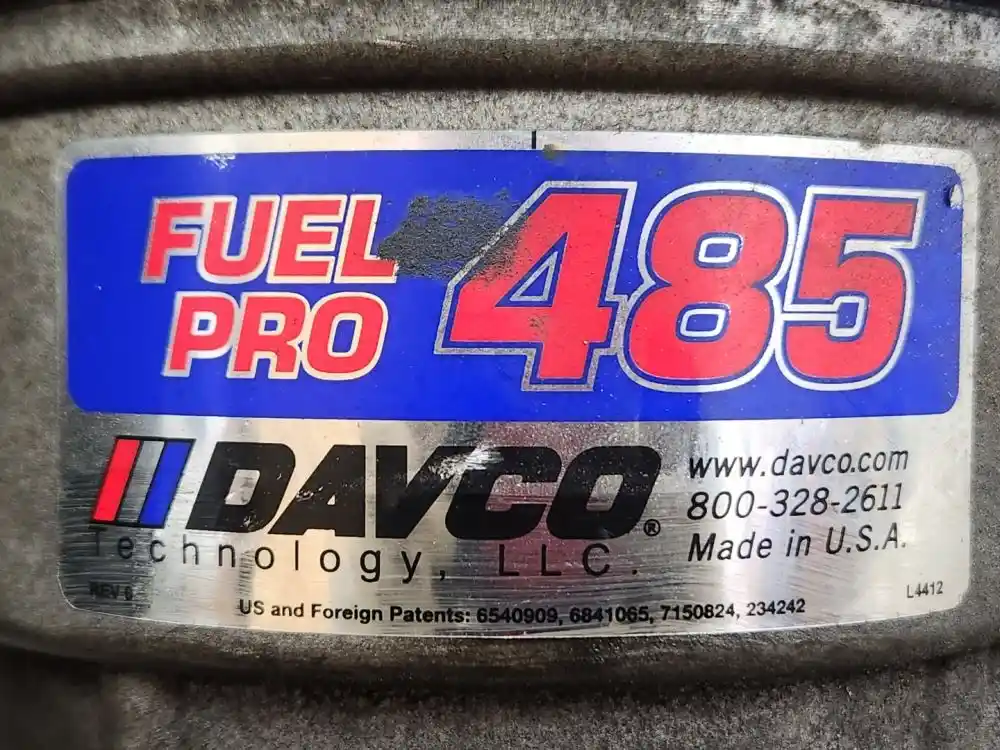 FUEL
PRO
485
DAVCO®
Technology, LLC.
www.davco.com
800-328-2611
Made in U.S.A.
REV 6
L4412
US and Foreign Patents: 6540909, 6841065, 7150824, 234242